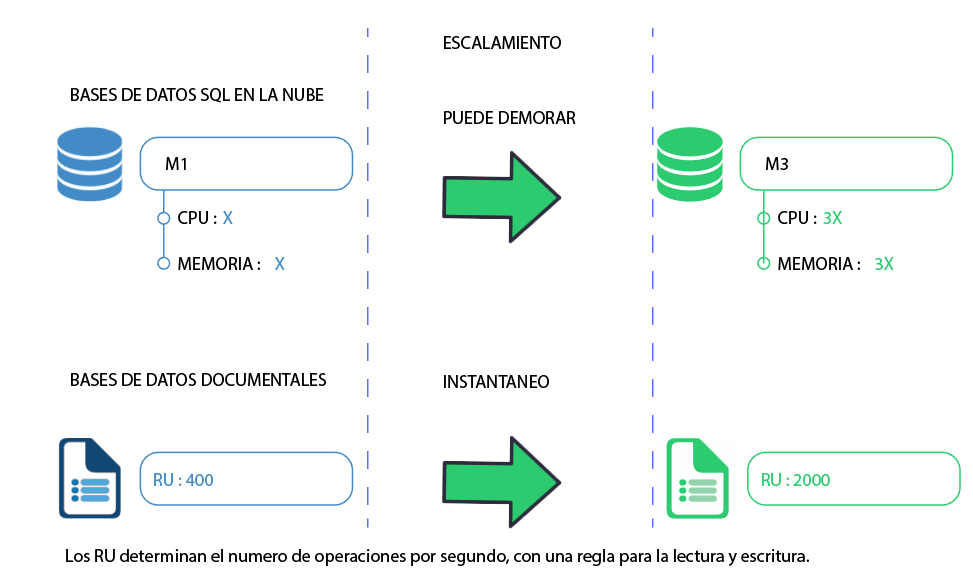 ESCALAMIENTO
BASES DE DATOS SQL EN LA NUBE
PUEDE DEMORAR
M1
CPU : X
MEMORIA : X
M3
CPU : 3X
MEMORIA : 3X
BASES DE DATOS DOCUMENTALES
INSTANTANEO
RU : 400
RU : 2000
Los RU determinan el numero de operaciones por segundo, con una regla para la lectura y escritura.